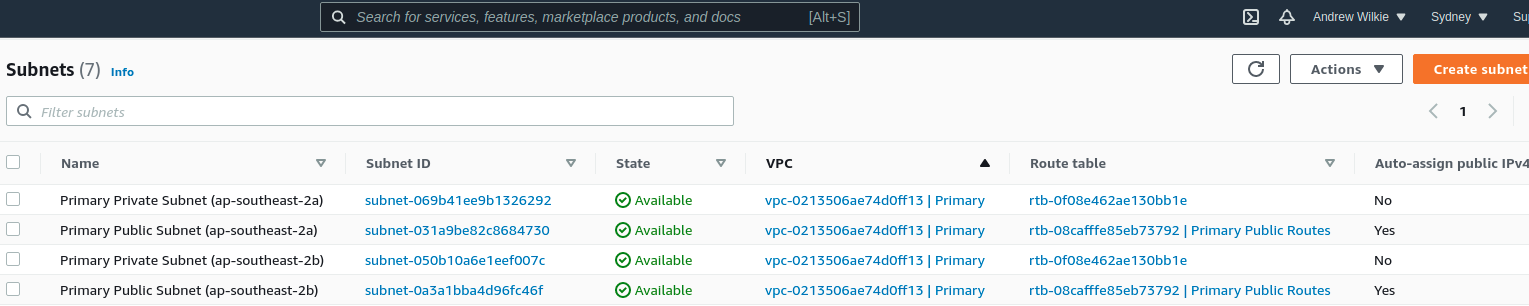 Search for services, features, marketplace products, and docs [Alt+S] Andrew Wilkie Sydney Su
Subnets (7) Info Actions Create subnet
Filter subnets 1
Name Subnet ID State VPC Route table Auto-assign public IPv4
Primary Private Subnet (ap-southeast-2a) subnet-069b41ee9b1326292 Available vpc-0213506ae74d0ff13 | Primary rtb-0f08e462ae130bb1e No
Primary Public Subnet (ap-southeast-2a) subnet-031a9be82c8684730 Available vpc-0213506ae74d0ff13 | Primary rtb-08cafffe85eb73792 | Primary Public Routes Yes
Primary Private Subnet (ap-southeast-2b) subnet-050b10a6e1eef007c Available vpc-0213506ae74d0ff13 | Primary rtb-0f08e462ae130bb1e No
Primary Public Subnet (ap-southeast-2b) subnet-0a3a1bba4d96fc46f Available vpc-0213506ae74d0ff13 | Primary rtb-08cafffe85eb73792 | Primary Public Routes Yes